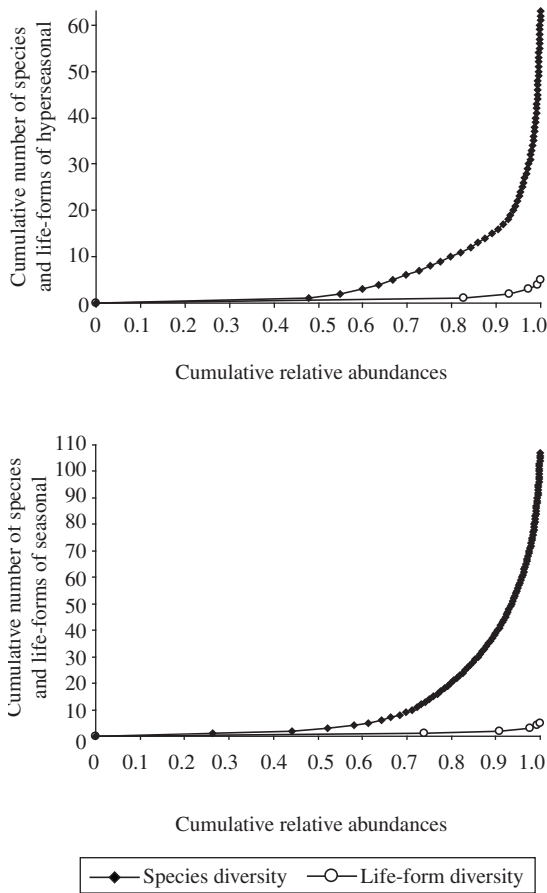 Cumulative number of species
and life-forms of hyperseasonal
60
50
40
30
20
10
0
0 0.1 0.2 0.3 0.4 0.5 0.6 0.7 0.8 0.9 1.0
Cumulative relative abundances
Cumulative number of species
and life-forms of seasonal
110
100
90
80
70
60
50
40
30
20
10
0
0 0.1 0.2 0.3 0.4 0.5 0.6 0.7 0.8 0.9 1.0
Cumulative relative abundances
Species diversity Life-form diversity